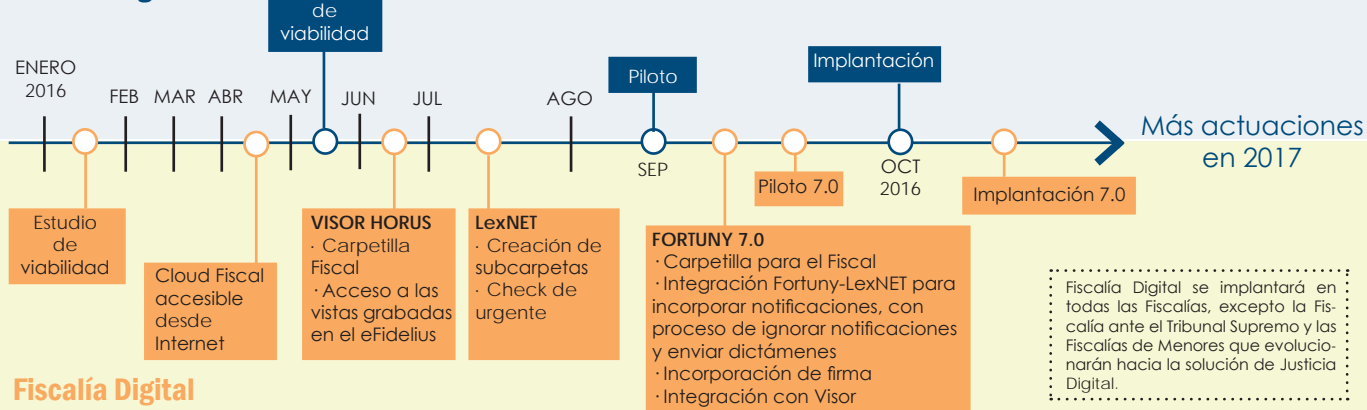 de
viabilidad
ENERO
2016
FEB
MAR
ABR
MAY
JUN
JUL
AGO
Piloto
Implantación
SEP
OCT
2016
Más actuaciones
en 2017
Estudio
de
viabilidad
Cloud Fiscal
accesible
desde
Internet
VISOR HORUS
· Carpetilla
Fiscal
· Acceso a las
vistas grabadas
en el eFidelius
LexNET
· Creación de
subcarpetas
· Check de
urgente
FORTUNY 7.0
· Carpetilla para el Fiscal
· Integración Fortuny-LexNET para
incorporar notificaciones, con
proceso de ignorar notificaciones
y enviar dictámenes
· Incorporación de firma
· Integración con Visor
Piloto 7.0
Implantación 7.0
Fiscalía Digital se implantará en
todas las Fiscalías, excepto la Fis-
calía ante el Tribunal Supremo y las
Fiscalías de Menores que evolucio-
narán hacia la solución de Justicia
Digital.
Fiscalía Digital